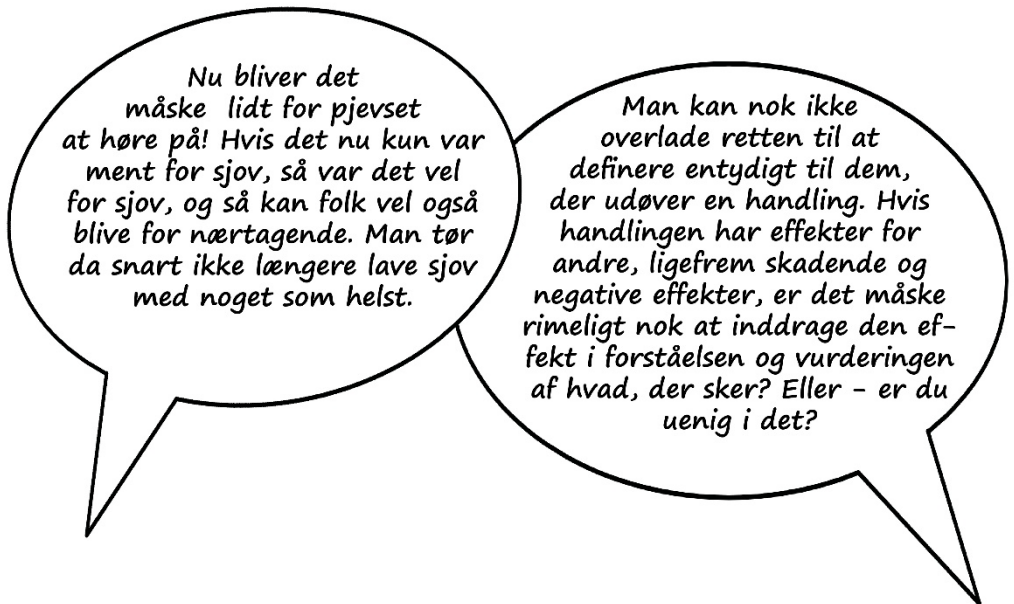 Nu bliver det
måske lidt for pjevset
at høre på! Hvis det nu kun var
ment for sjov, så var det vel
for sjov, og så kan folk vel også
blive for nærtagende. Man tør
da snart ikke længere lave sjov
med noget som helst.
Man kan nok ikke
overlade retten til at
definere entydigt til dem,
der udøver en handling. Hvis
handlingen har effekter for
andre, ligefrem skadende og
negative effekter, er det måske
rimeligt nok at inddrage den ef-
fekt i forståelsen og vurderingen
af hvad, der sker? Eller - er du
uenig i det?